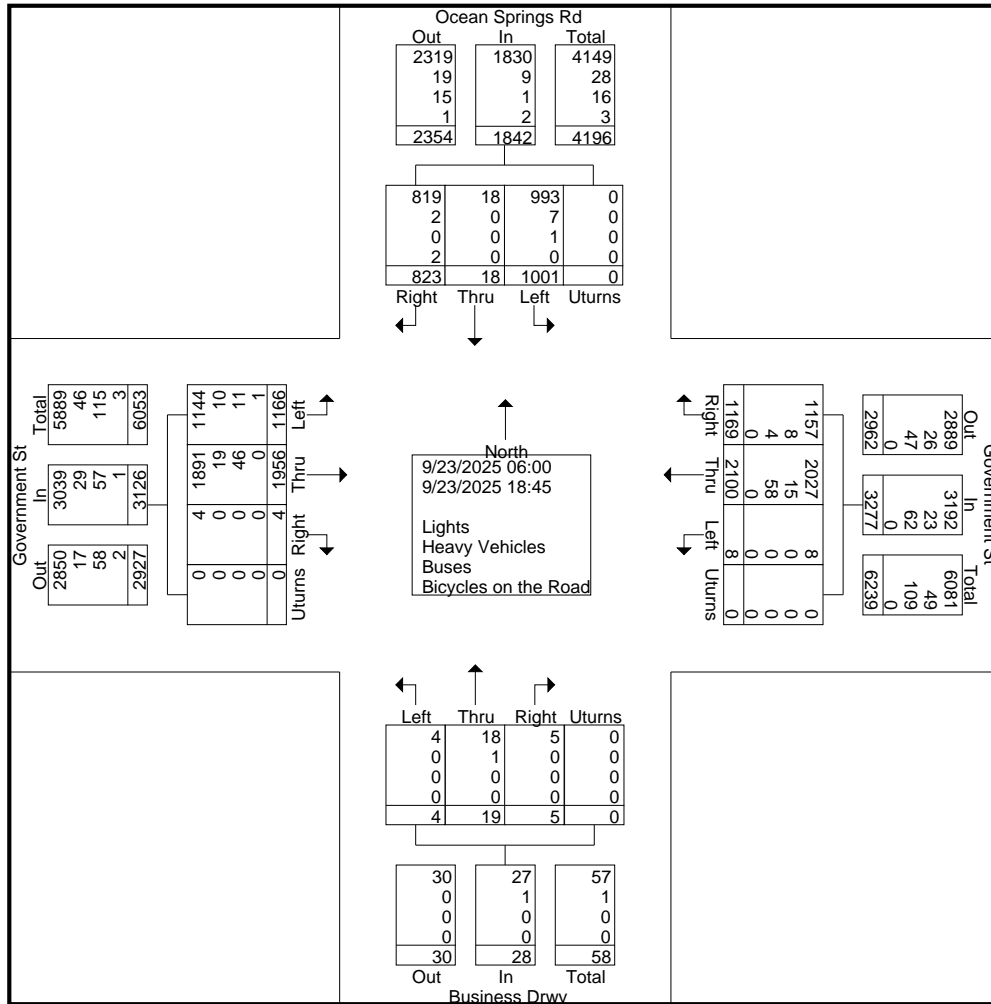 Ocean Springs Rd
Out In Total
2319 1830 4149
19 9 28
15 1 16
1 2 3
2354 1842 4196
819 18 993 0
2 0 7 0
0 0 1 0
2 0 0 0
823 18 1001 0
Right Thru Left Uturns
Government St
Total In Out
5889 3039 2850
46 29 17
115 57 58
3 1 2
6053 3126 2927
Left Thru Right Uturns
1144 1891 4 0
10 19 0 0
11 46 0 0
1 0 0 0
1166 1956 4 0
North
9/23/2025 06:00
9/23/2025 18:45
Lights
Heavy Vehicles
Buses
Bicycles on the Road
Right Thru Left Uturns
1157 2027 8 0
8 15 0 0
4 58 0 0
0 0 0 0
1169 2100 8 0
Government St
Out In Total
2889 3192 6081
26 23 49
47 62 109
0 0 0
2962 3277 6239
Left Thru Right Uturns
4 18 5 0
0 1 0 0
0 0 0 0
0 0 0 0
4 19 5 0
30 27 57
0 1 1
0 0 0
0 0 0
30 28 58
Out In Total
Business Drwy